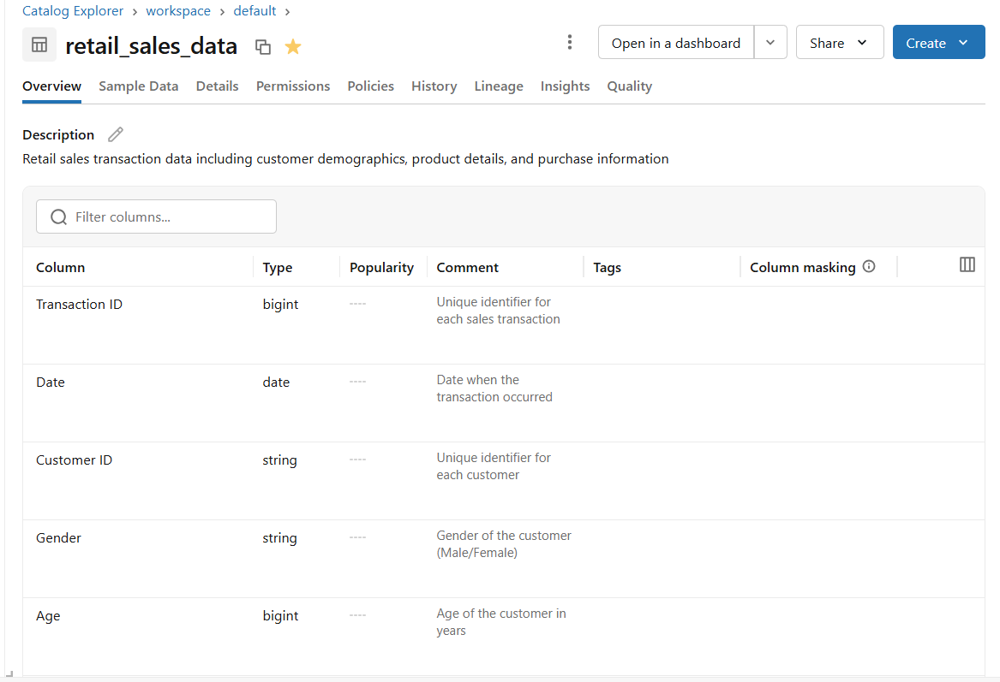 Catalog Explorer › workspace › default ›
retail_sales_data
Open in a dashboard
Share
Create
Overview Sample Data Details Permissions Policies History Lineage Insights Quality
Description
Retail sales transaction data including customer demographics, product details, and purchase information
Filter columns...
Column Type Popularity Comment Tags Column masking
Transaction ID bigint ---- Unique identifier for
each sales transaction
Date date ---- Date when the
transaction occurred
Customer ID string ---- Unique identifier for
each customer
Gender string ---- Gender of the customer
(Male/Female)
Age bigint ---- Age of the customer in
years